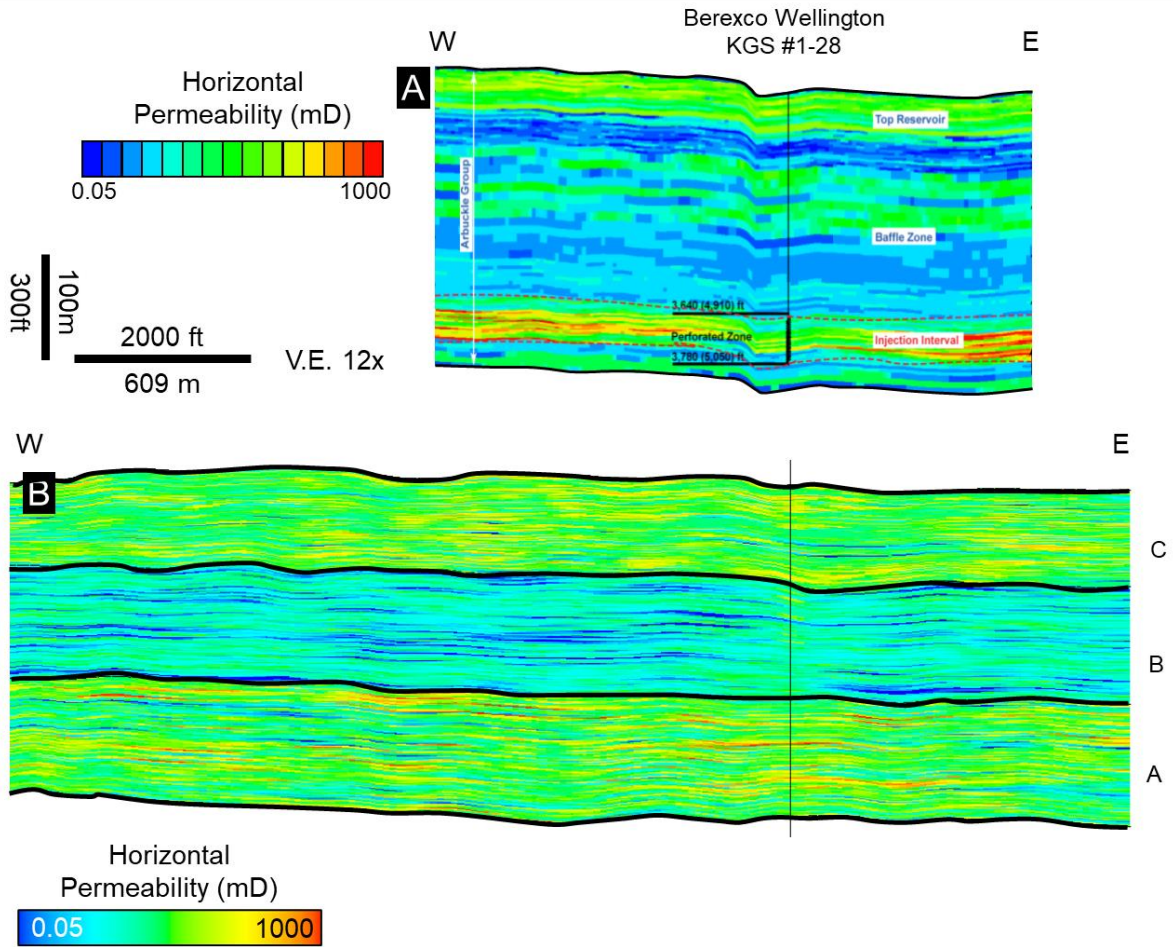 Berexco Wellington
KGS #1-28
W
E
Horizontal
Permeability (mD)
0.05
1000
A
Top Reservoir
Arbuckle Group
Baffle Zone
3,640 (4,910) ft
Perforated Zone
Injection Interval
3,780 (5,050) ft
300ft
100m
2000 ft
609 m
V.E. 12x
W
E
B
C
B
A
Horizontal
Permeability (mD)
0.05
1000